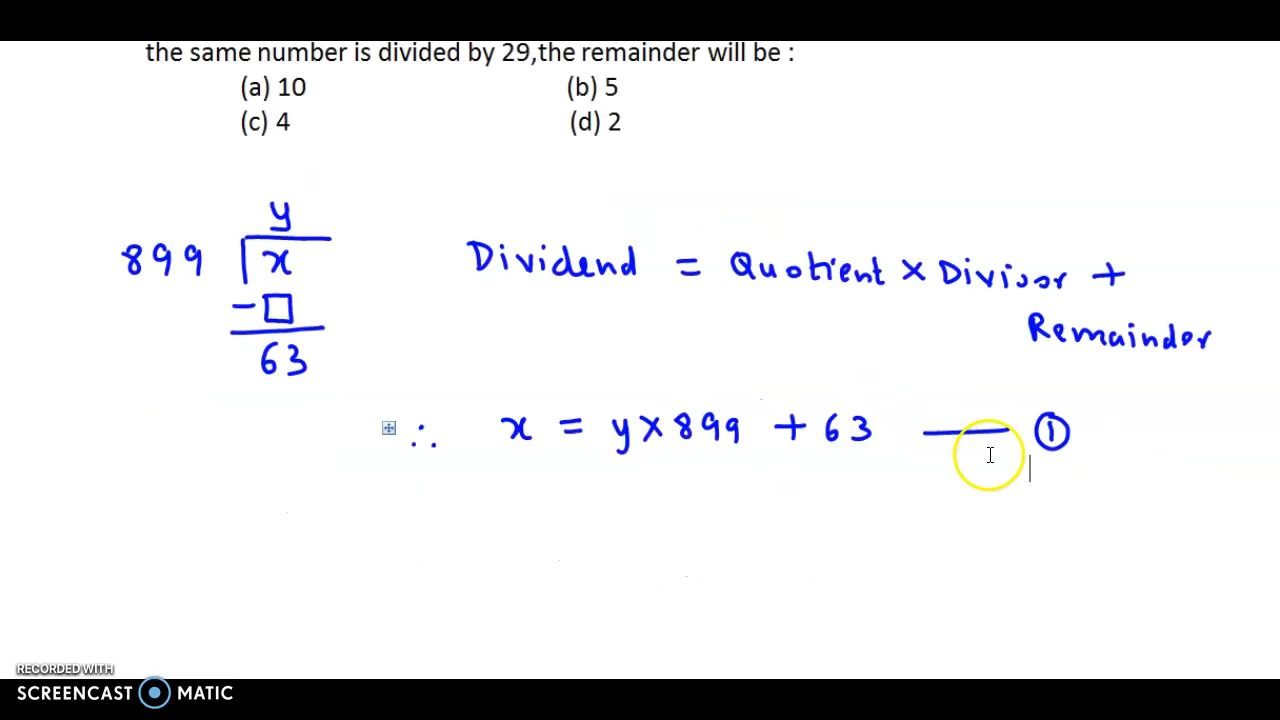 the same number is divided by 29,the remainder will be :
(a) 10 (b) 5
(c) 4 (d) 2
y
899 x
- □
63
Dividend = Quotient × Divisor +
Remainder
∴ x = y × 899 + 63 — ①
RECORDED WITH
SCREENCAST MATIC